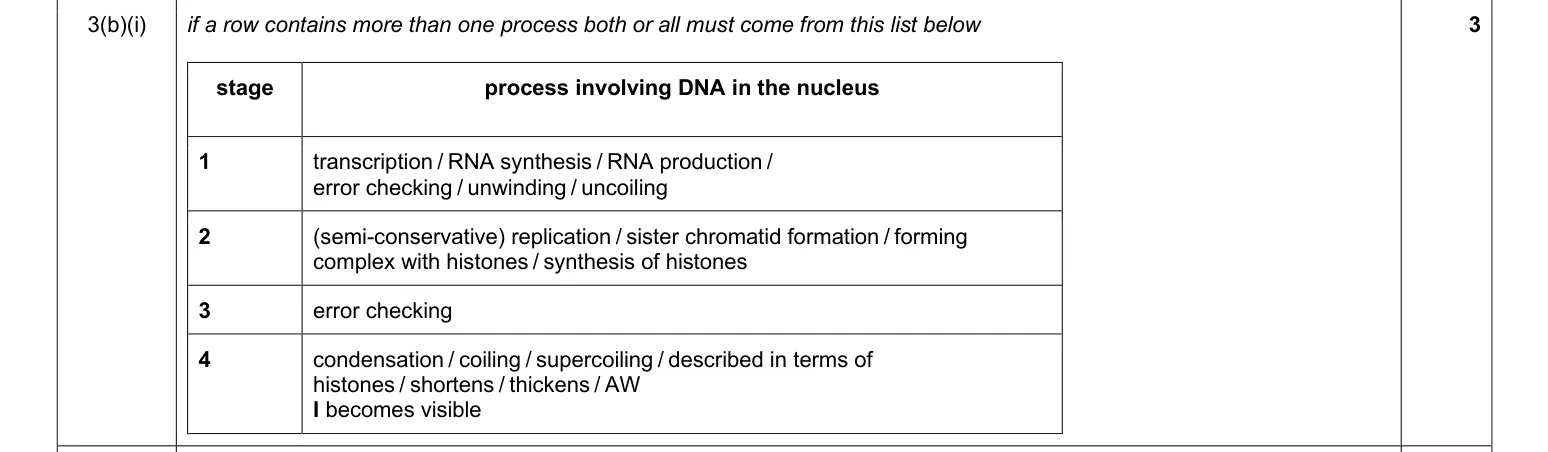 3(b)(i) if a row contains more than one process both or all must come from this list below 3
stage process involving DNA in the nucleus
1 transcription / RNA synthesis / RNA production /
error checking / unwinding / uncoiling
2 (semi-conservative) replication / sister chromatid formation / forming
complex with histones / synthesis of histones
3 error checking
4 condensation / coiling / supercoiling / described in terms of
histones / shortens / thickens / AW
I becomes visible